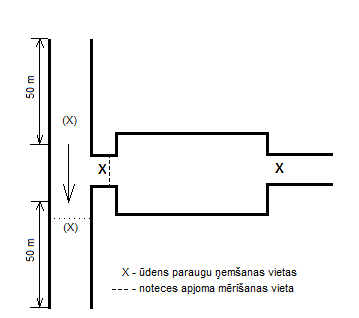 50 m
(X)
X
X
(X)
50 m
X - ūdens paraugu ņemšanas vietas
---- - noteces apjoma mērīšanas vieta